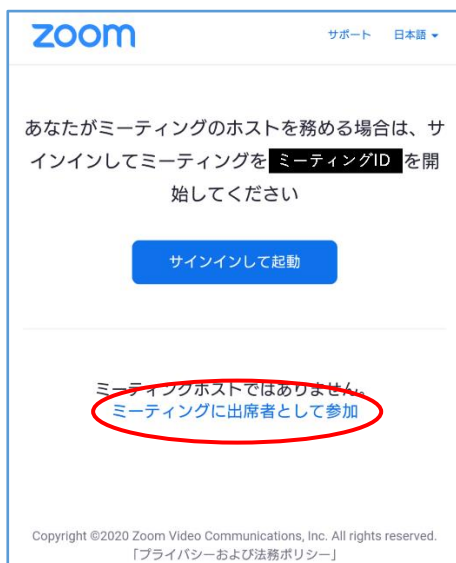 zoom サポート 日本語
あなたがミーティングのホストを務める場合は、サ
インインしてミーティングを ミーティングID を開
始してください
サインインして起動
ミーティングホストではありません。
ミーティングに出席者として参加
Copyright ©2020 Zoom Video Communications, Inc. All rights reserved.
「プライバシーおよび法務ポリシー」